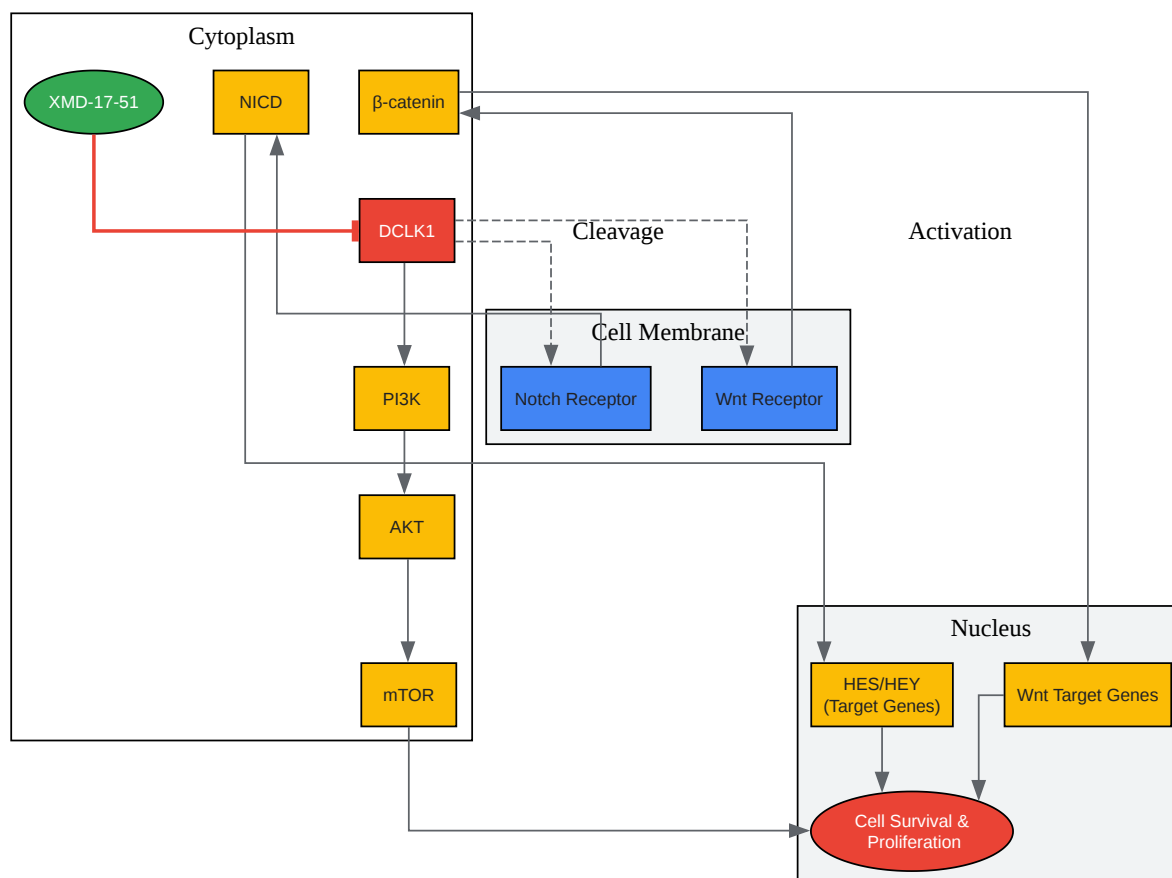 Cytoplasm
XMD-17-51
NICD
β-catenin
DCLK1
Cleavage
Activation
Cell Membrane
PI3K
Notch Receptor
Wnt Receptor
AKT
Nucleus
mTOR
HES/HEY
(Target Genes)
Wnt Target Genes
Cell Survival &
Proliferation